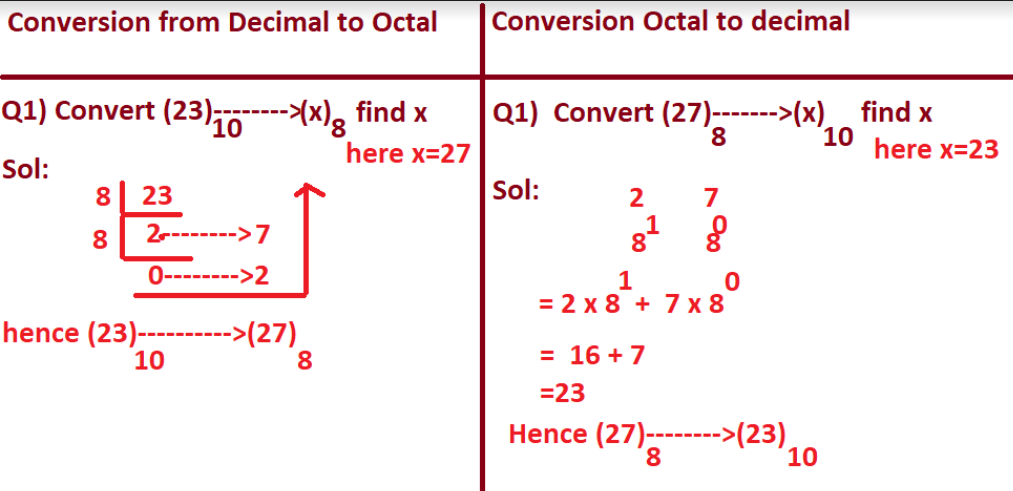 Conversion from Decimal to Octal
Q1) Convert (23)--------->(x)  find x
10 8
here x=27
Sol:
8 23
8 2--------->7
0-------->2
hence (23)---------->(27)
10 8
Conversion Octal to decimal
Q1) Convert (27)------->(x) find x
8 10
here x=23
Sol:
2 7
1 0
8 8
1 0
= 2 x 8 + 7 x 8
= 16 + 7
=23
Hence (27)-------->(23)
8 10